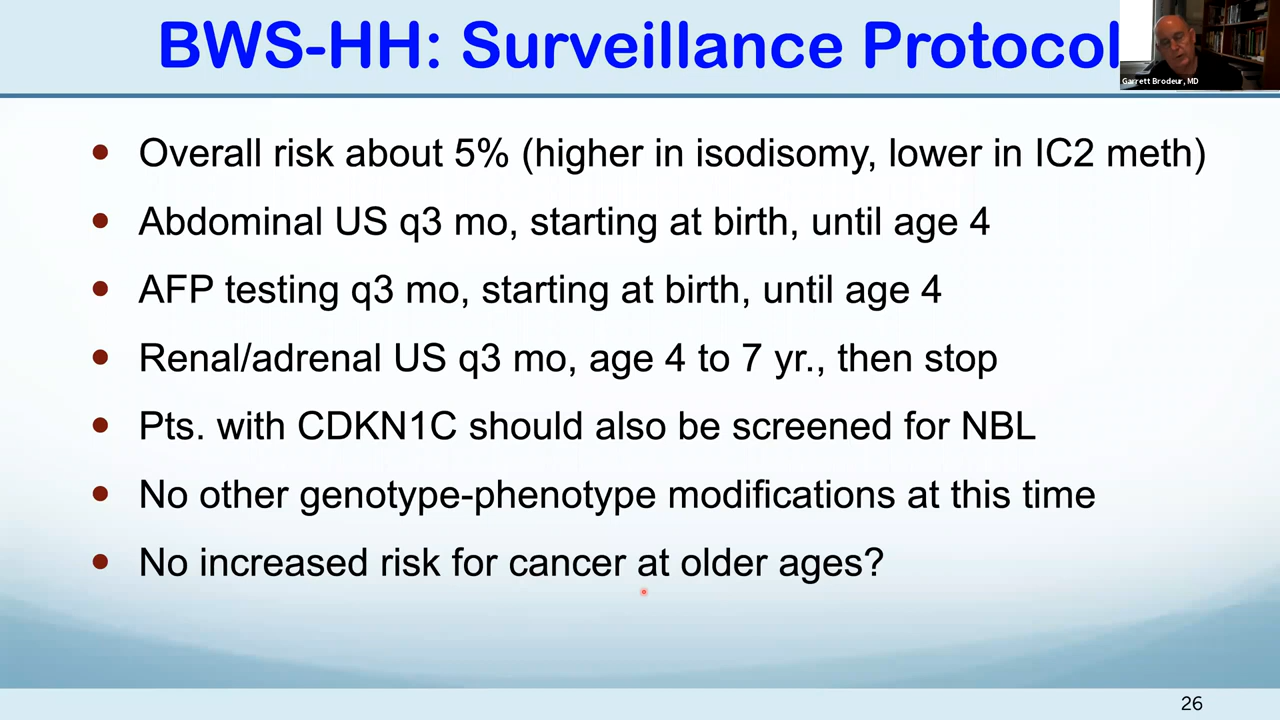 BWS-HH: Surveillance Protocol
Garrett Brodeur, MD
• Overall risk about 5% (higher in isodisomy, lower in IC2 meth)
• Abdominal US q3 mo, starting at birth, until age 4
• AFP testing q3 mo, starting at birth, until age 4
• Renal/adrenal US q3 mo, age 4 to 7 yr., then stop
• Pts. with CDKN1C should also be screened for NBL
• No other genotype-phenotype modifications at this time
• No increased risk for cancer at older ages?
26